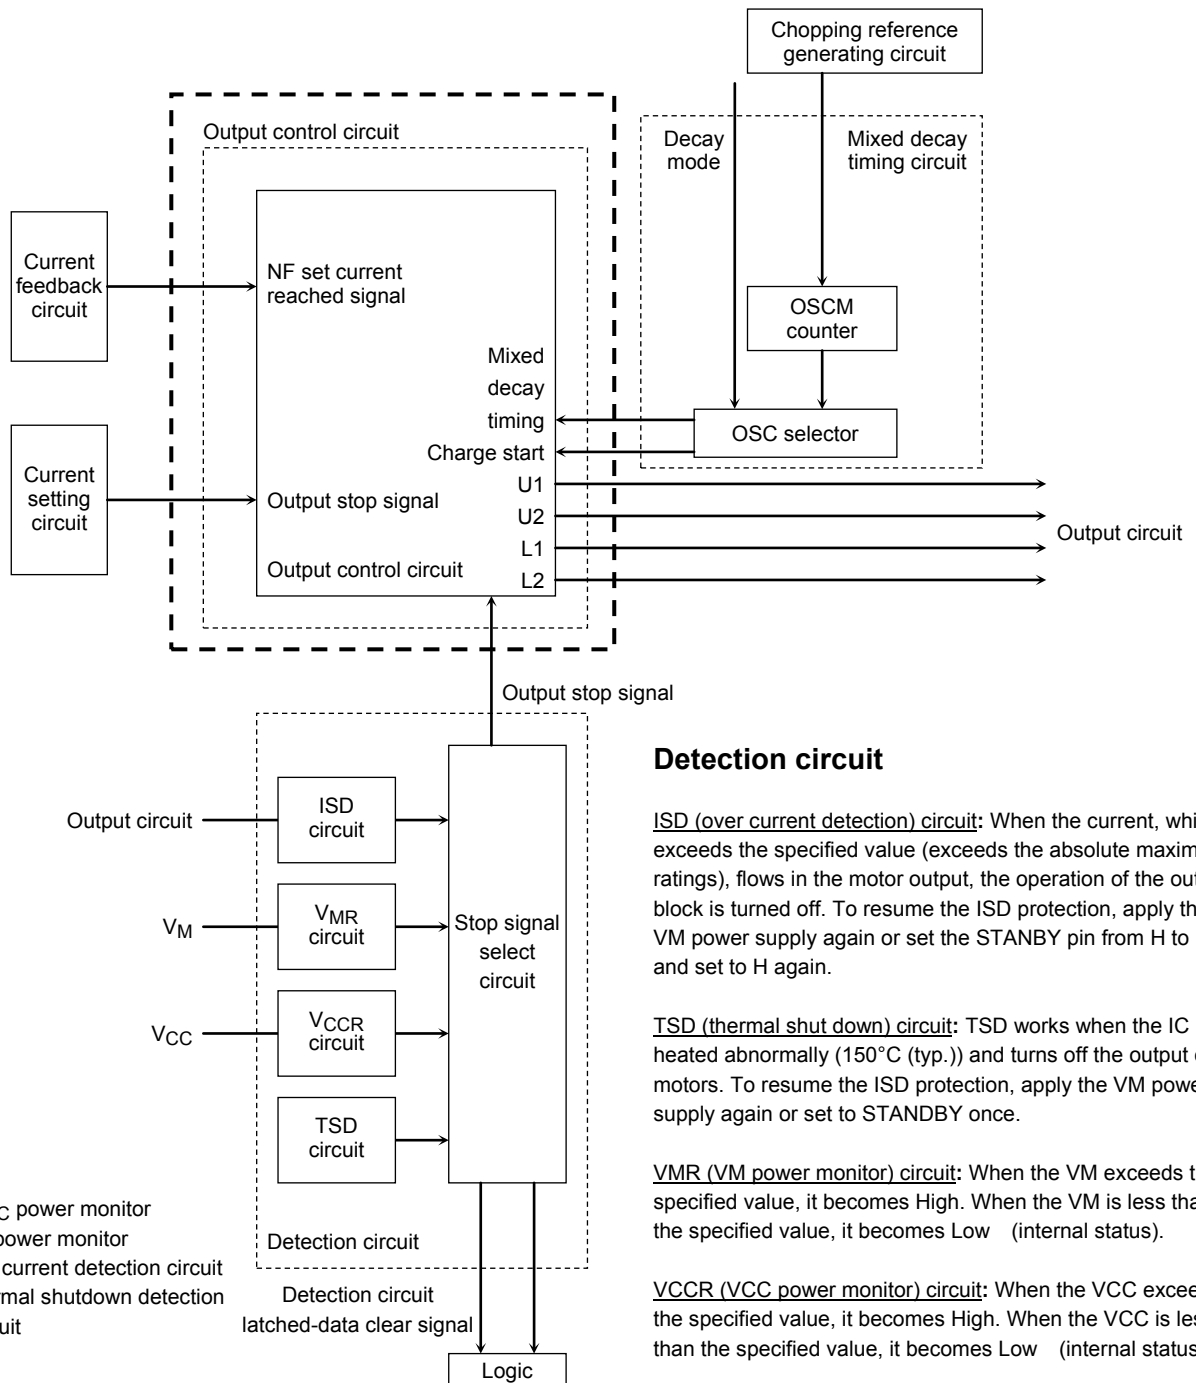 Chopping reference
generating circuit
Output control circuit
Decay
mode
Mixed decay
timing circuit
Current
feedback
circuit
NF set current
reached signal
OSCM
counter
Mixed
decay
timing
OSC selector
Charge start
Current
setting
circuit
Output stop signal
U1
U2
L1
L2
Output circuit
Output control circuit
Output stop signal
Output circuit
ISD
circuit
VM
VMR
circuit
Stop signal
select
circuit
VCC
VCCR
circuit
TSD
circuit
Detection circuit
C power monitor
power monitor
current detection circuit
rmal shutdown detection
uit
Detection circuit
latched-data clear signal
Logic
Detection circuit
ISD (over current detection) circuit: When the current,
exceeds the specified value (exceeds the absolute
ratings), flows in the motor output, the operation of the
block is turned off. To resume the ISD protection, apply
VM power supply again or set the STANBY pin from H to
and set to H again.
TSD (thermal shut down) circuit: TSD works when the IC
heated abnormally (150°C (typ.)) and turns off the output
motors. To resume the ISD protection, apply the VM
supply again or set to STANDBY once.
VMR (VM power monitor) circuit: When the VM exceeds
specified value, it becomes High. When the VM is less
the specified value, it becomes Low (internal status).
VCCR (VCC power monitor) circuit: When the VCC
the specified value, it becomes High. When the VCC is
than the specified value, it becomes Low (internal status